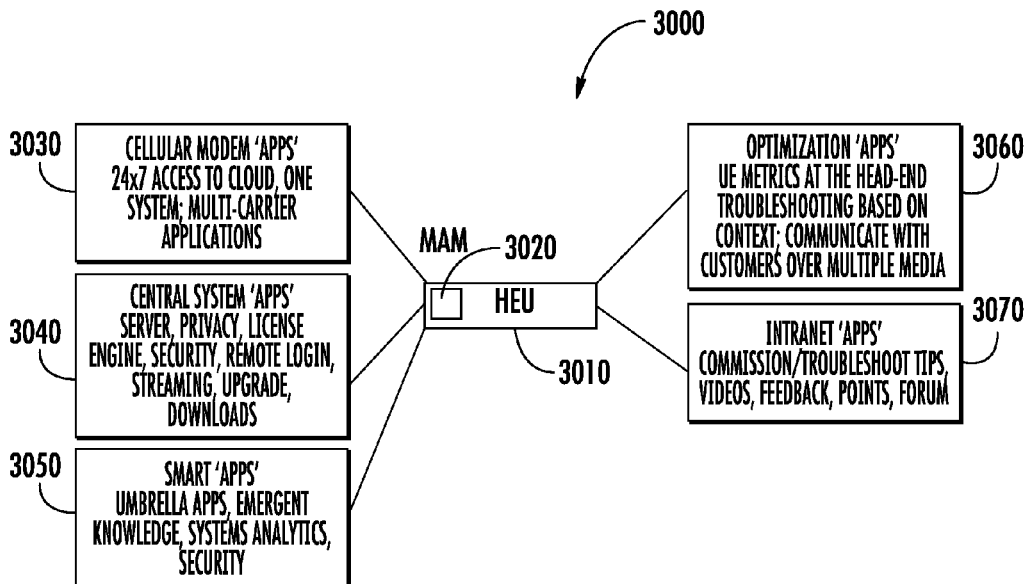 3000
3030
CELLULAR MODEM 'APPS'
24x7 ACCESS TO CLOUD, ONE
SYSTEM; MULTI-CARRIER
APPLICATIONS
3040
CENTRAL SYSTEM 'APPS'
SERVER, PRIVACY, LICENSE
ENGINE, SECURITY, REMOTE LOGIN,
STREAMING, UPGRADE,
DOWNLOADS
3050
SMART 'APPS'
UMBRELLA APPS, EMERGENT
KNOWLEDGE, SYSTEMS ANALYTICS,
SECURITY
MAM
3020
HEU
3010
OPTIMIZATION 'APPS'
UE METRICS AT THE HEAD-END
TROUBLESHOOTING BASED ON
CONTEXT; COMMUNICATE WITH
CUSTOMERS OVER MULTIPLE MEDIA
3060
INTRANET 'APPS'
COMMISSION/TROUBLESHOOT TIPS,
VIDEOS, FEEDBACK, POINTS, FORUM
3070